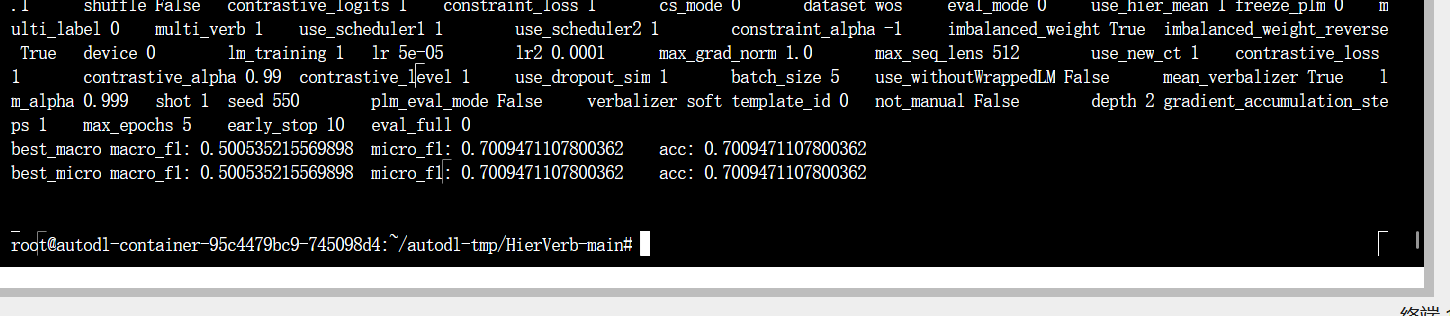 .1 shuffle False contrastive_logits 1 constraint_loss 1 cs_mode 0 dataset wos eval_mode 0 use_hier_mean 1 freeze_plm 0 m
ulti_label 0 multi_verb 1 use_scheduler1 1 use_scheduler2 1 constraint_alpha -1 imbalanced_weight True imbalanced_weight_reverse
True device 0 lm_training 1 lr 5e-05 lr2 0.0001 max_grad_norm 1.0 max_seq_lens 512 use_new_ct 1 contrastive_loss
1 contrastive_alpha 0.99 contrastive_level 1 use_dropout_sim 1 batch_size 5 use_withoutWrappedLM False mean_verbalizer True l
m_alpha 0.999 shot 1 seed 550 plm_eval_mode False verbalizer soft template_id 0 not_manual False depth 2 gradient_accumulation_ste
ps 1 max_epochs 5 early_stop 10 eval_full 0
best_macro macro_f1: 0.500535215569898 micro_f1: 0.7009471107800362 acc: 0.7009471107800362
best_micro macro_f1: 0.500535215569898 micro_f1: 0.7009471107800362 acc: 0.7009471107800362
root@autodl-container-95c4479bc9-745098d4:~/autodl-tmp/HierVerb-main#
终端